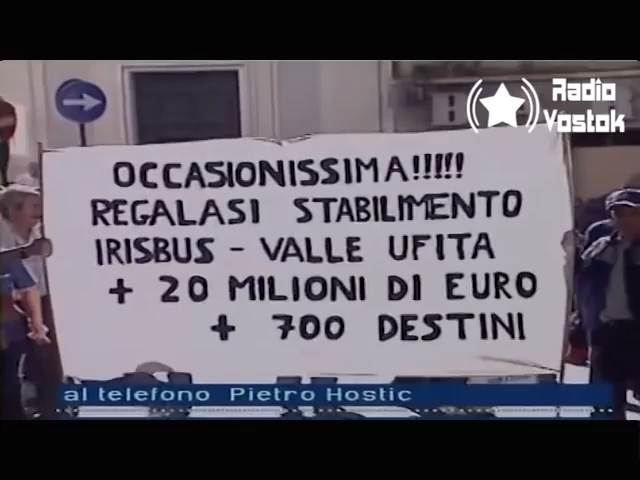 Radio
Vostok
OCCASIONISSIMA!!!!!
REGALASI STABILIMENTO
IRISBUS - VALLE UFITA
+ 20 MILIONI DI EURO
+ 700 DESTINI
al telefono Pietro Hostic